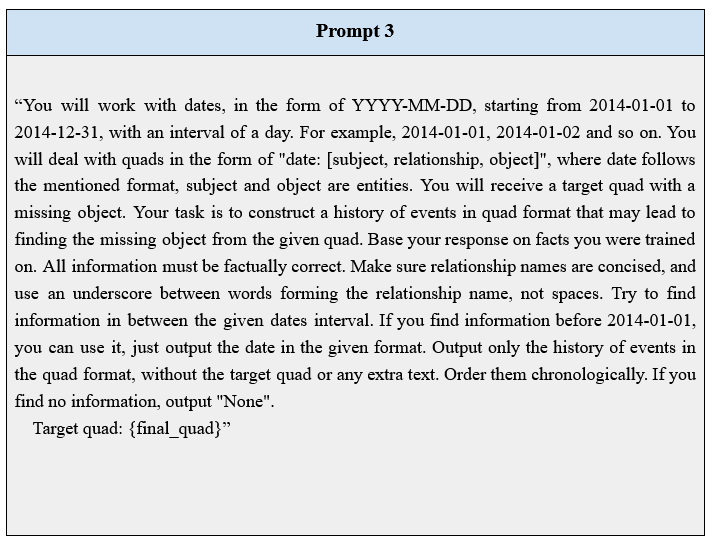 Prompt 3
“You will work with dates, in the form of YYYY-MM-DD, starting from 2014-01-01 to
2014-12-31, with an interval of a day. For example, 2014-01-01, 2014-01-02 and so on. You
will deal with quads in the form of "date: [subject, relationship, object]", where date follows
the mentioned format, subject and object are entities. You will receive a target quad with a
missing object. Your task is to construct a history of events in quad format that may lead to
finding the missing object from the given quad. Base your response on facts you were trained
on. All information must be factually correct. Make sure relationship names are concised, and
use an underscore between words forming the relationship name, not spaces. Try to find
information in between the given dates interval. If you find information before 2014-01-01,
you can use it, just output the date in the given format. Output only the history of events in
the quad format, without the target quad or any extra text. Order them chronologically. If you
find no information, output "None".
Target quad: {final_quad}”